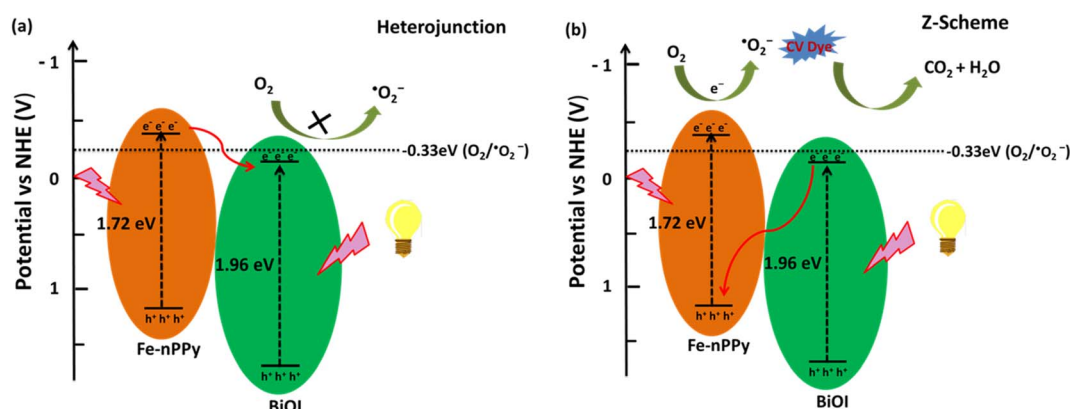 (a)
Heterojunction
Potential vs NHE (V)
- 1
0
1
O₂
•O₂⁻
e⁻ e⁻ e⁻
e⁻ e⁻ e⁻
-0.33eV (O₂/•O₂⁻)
1.72 eV
1.96 eV
h⁺ h⁺ h⁺
Fe-nPPy
h⁺ h⁺ h⁺
BiOI
(b)
Z-Scheme
Potential vs NHE (V)
- 1
0
1
O₂
•O₂⁻
e⁻
CV Dye
CO₂ + H₂O
e⁻ e⁻ e⁻
e⁻ e⁻ e⁻
-0.33eV (O₂/•O₂⁻)
1.72 eV
1.96 eV
h⁺ h⁺ h⁺
Fe-nPPy
h⁺ h⁺ h⁺
BiOI